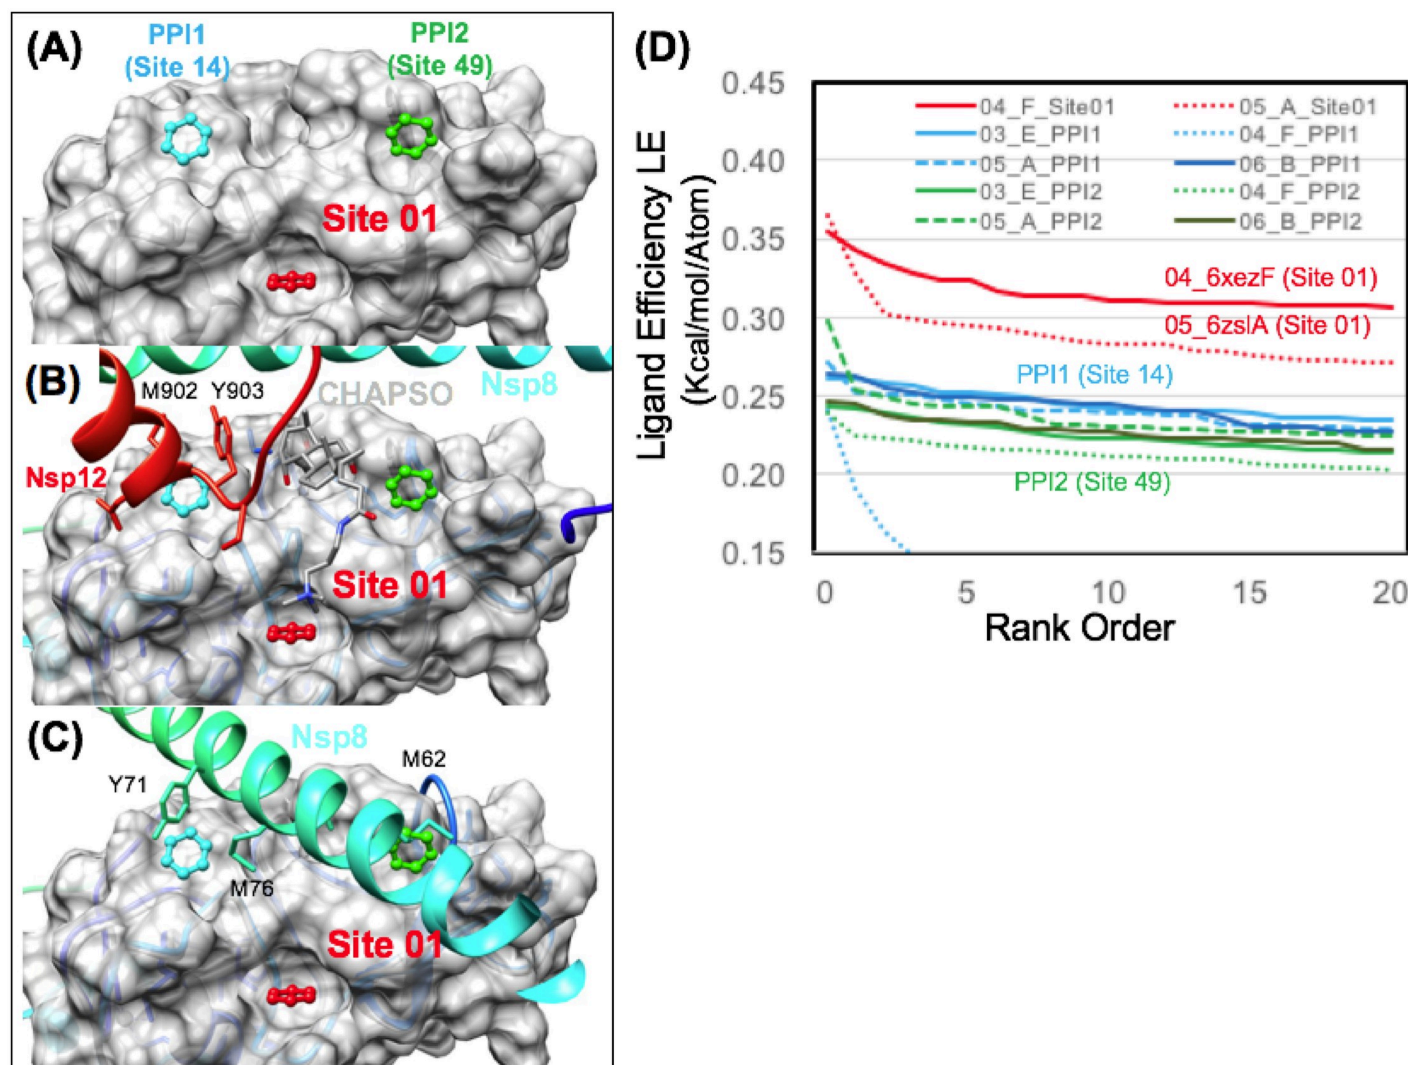 (A)
PPI1
(Site 14)
PPI2
(Site 49)
Site 01
(B)
M902
Y903
CHAPSO
Nsp8
Nsp12
Site 01
(C)
Nsp8
M62
Y71
M76
Site 01
(D)
Ligand Efficiency LE
(Kcal/mol/Atom)
0.45
0.40
0.35
0.30
0.25
0.20
0.15
04_F_Site01
05_A_Site01
03_E_PPI1
04_F_PPI1
05_A_PPI1
06_B_PPI1
03_E_PPI2
04_F_PPI2
05_A_PPI2
06_B_PPI2
04_6xezF (Site 01)
05_6zslA (Site 01)
PPI1 (Site 14)
PPI2 (Site 49)
0 5 10 15 20
Rank Order